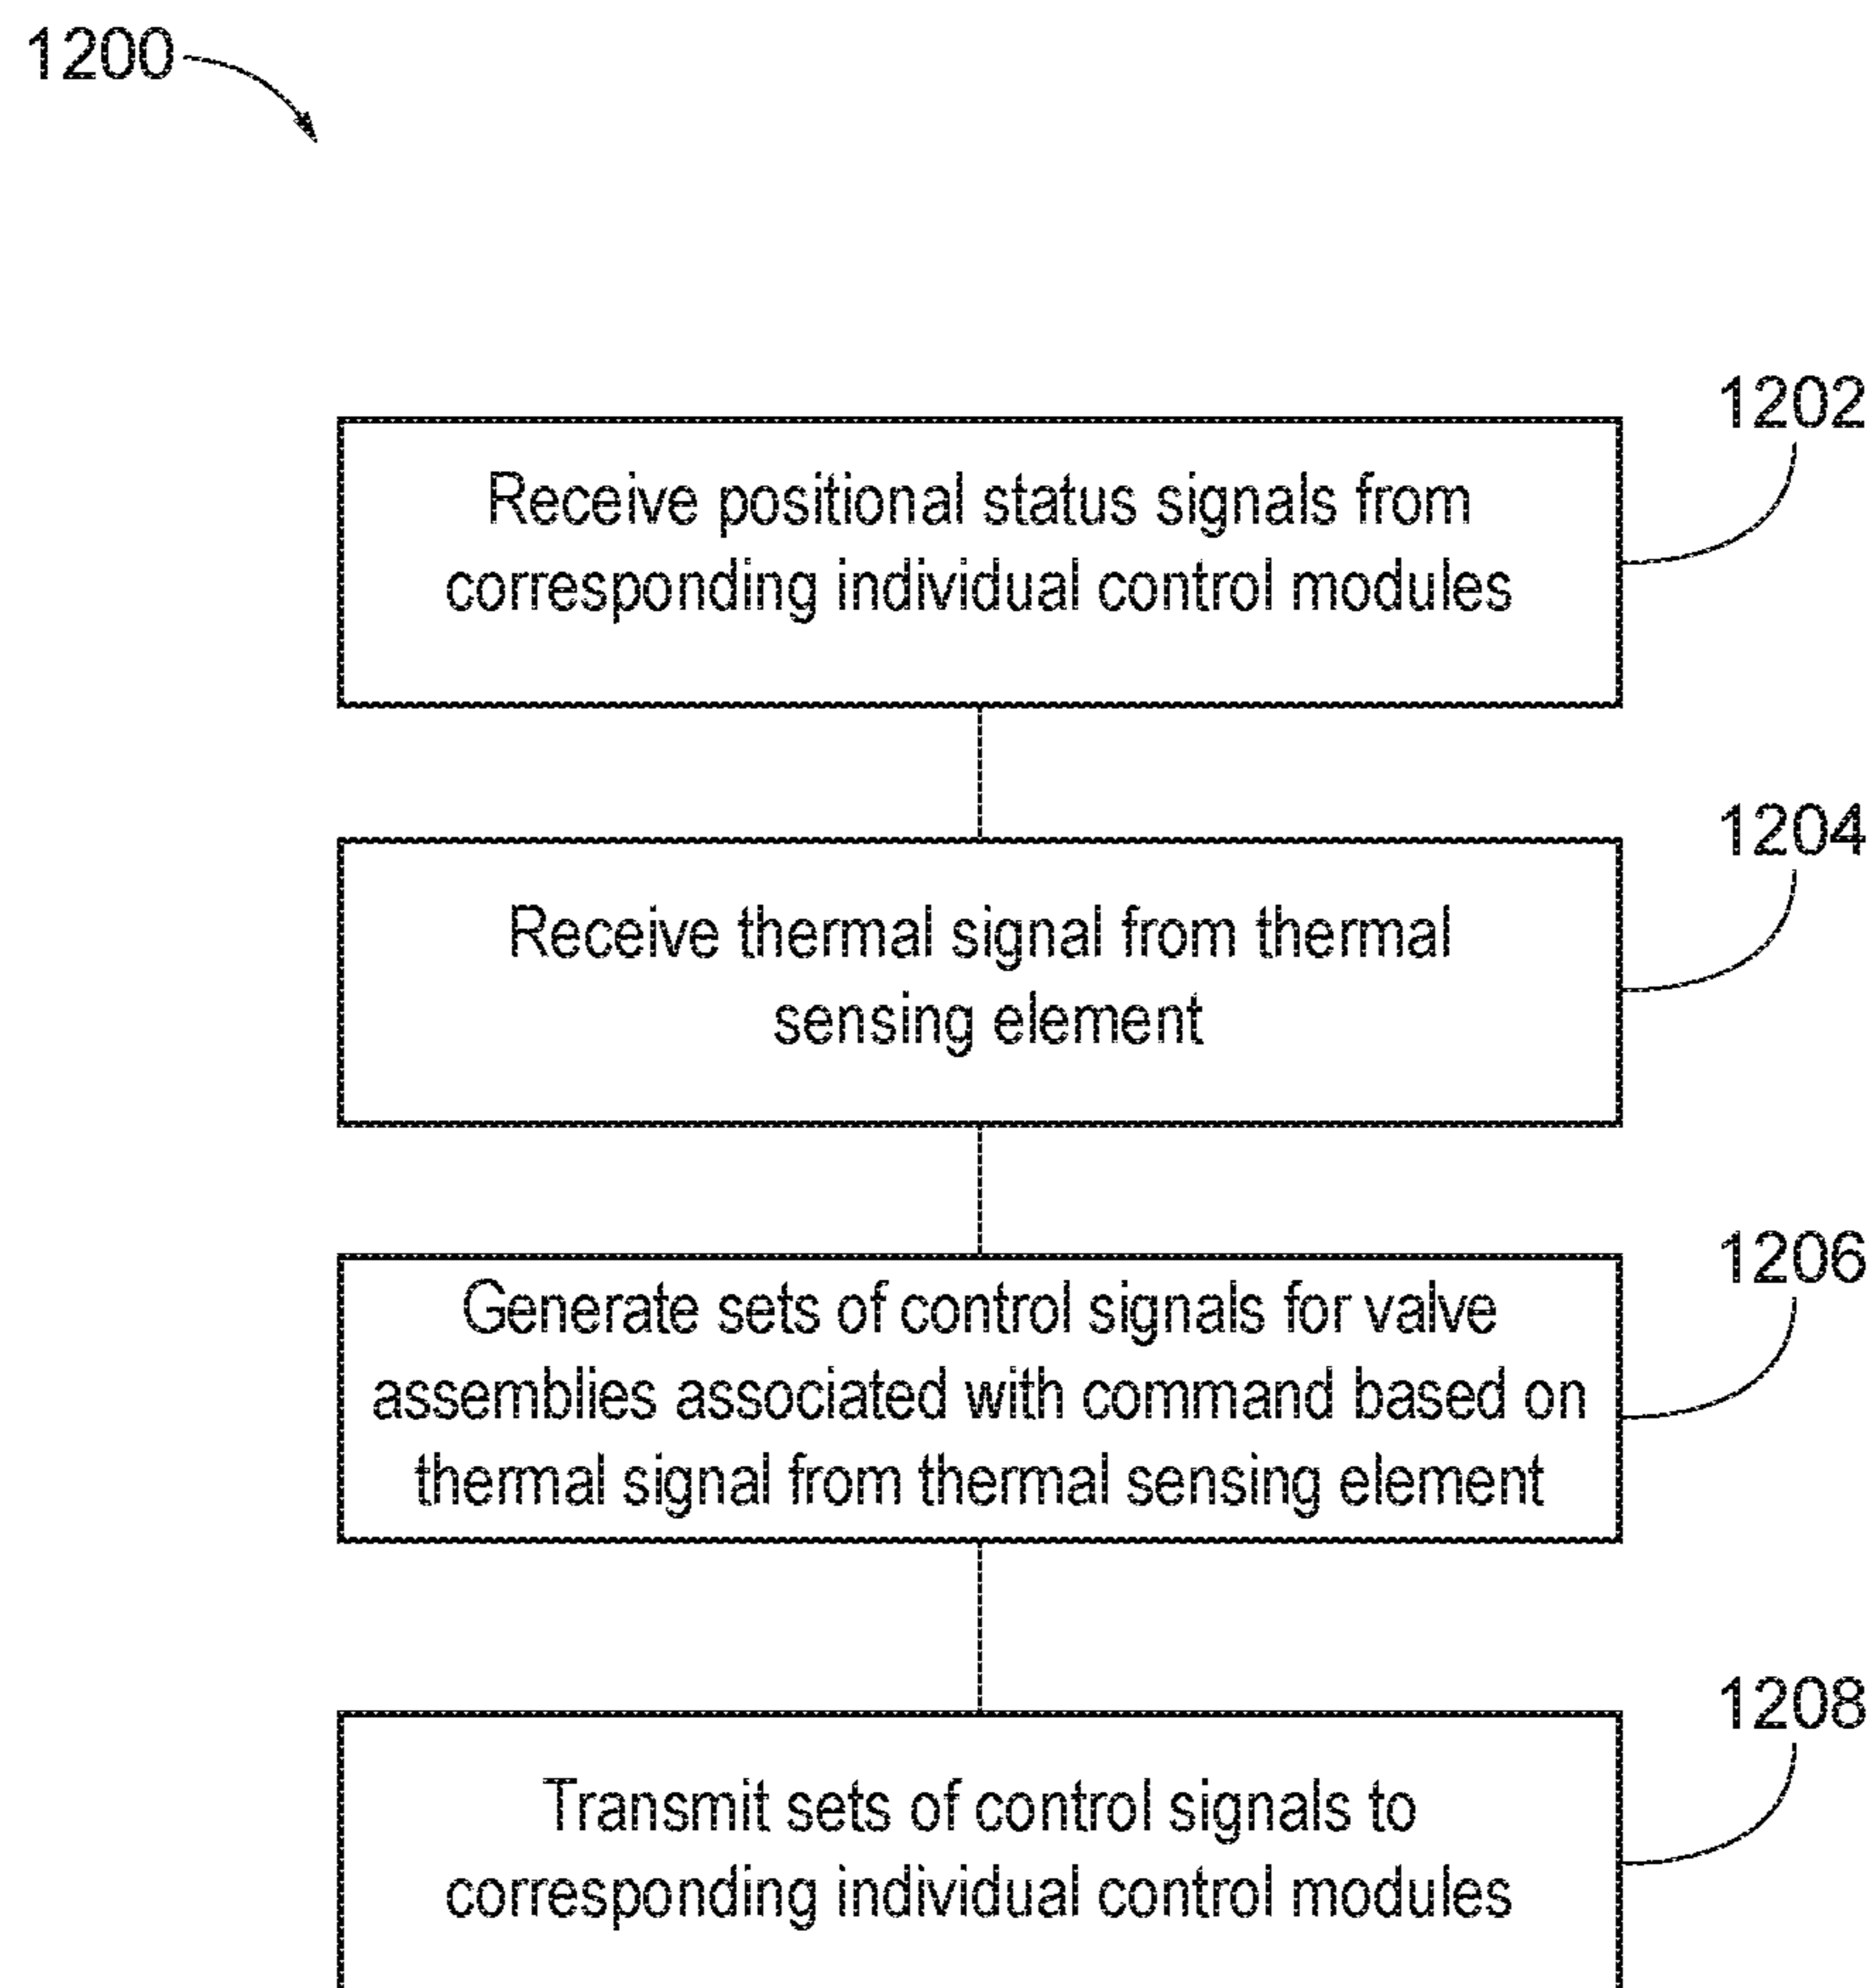 1200
1202
Receive positional status signals from
corresponding individual control modules
1204
Receive thermal signal from thermal
sensing element
1206
Generate sets of control signals for valve
assemblies associated with command based on
thermal signal from thermal sensing element
1208
Transmit sets of control signals to
corresponding individual control modules